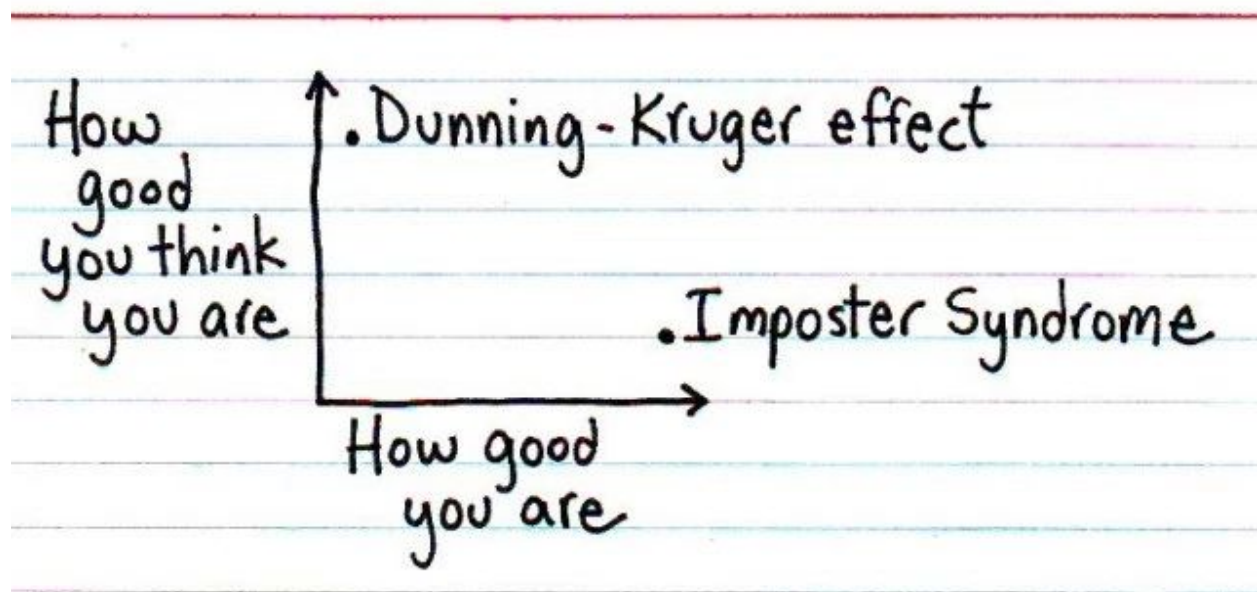 How
good
you think
you are
.Dunning-Kruger effect
.Imposter Syndrome
How good
you are